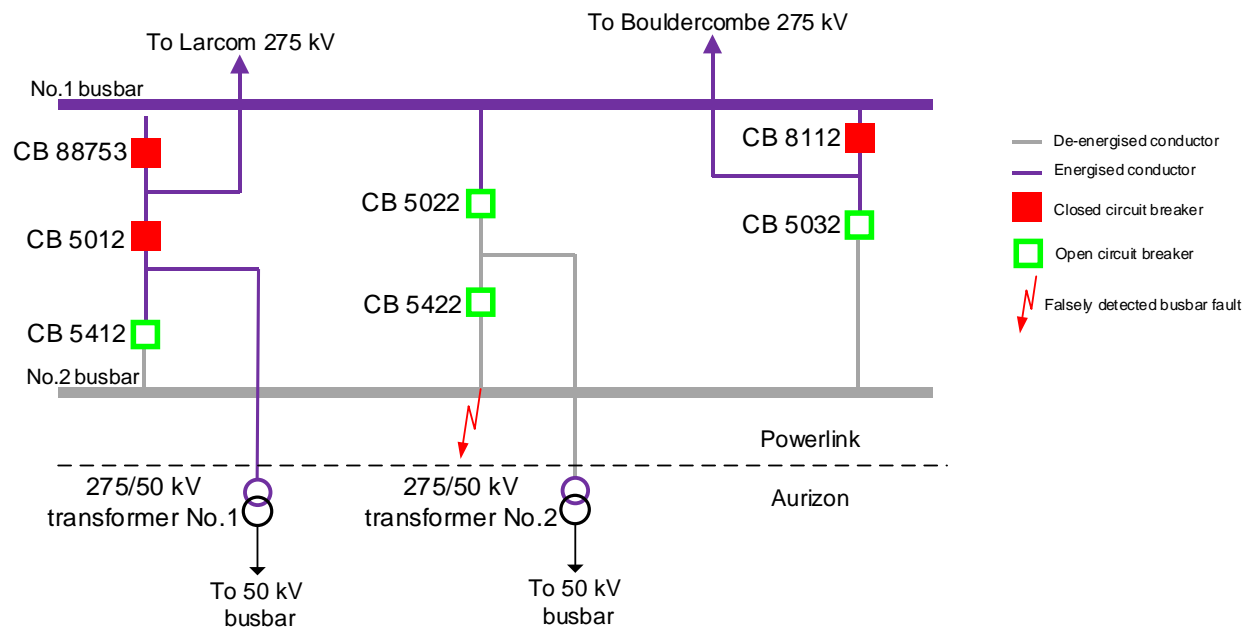 To Larcom 275 kV
To Bouldercombe 275 kV
No.1 busbar
CB 88753
CB 8112
CB 5022
CB 5012
CB 5032
CB 5422
CB 5412
No.2 busbar
De-energised conductor
Energised conductor
Closed circuit breaker
Open circuit breaker
Falsely detected busbar fault
Powerlink
Aurizon
275/50 kV
transformer No.1
275/50 kV
transformer No.2
To 50 kV
busbar
To 50 kV
busbar